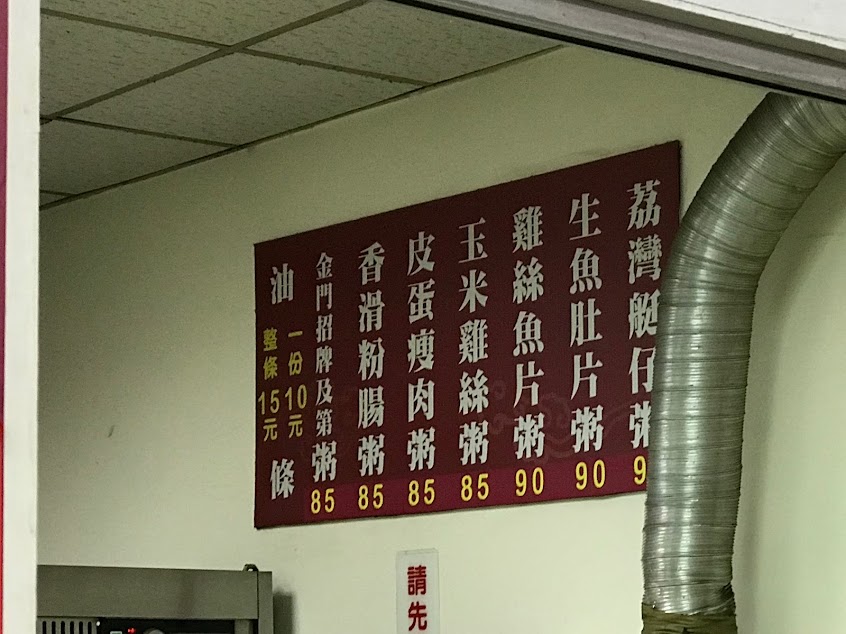 荔灣艇仔粥 9
生魚肚片粥 90
雞絲魚片粥 90
玉米雞絲粥 85
皮蛋瘦肉粥 85
香滑粉腸粥 85
金門招牌及第粥 85
油條
一份10元
整條15元
請先